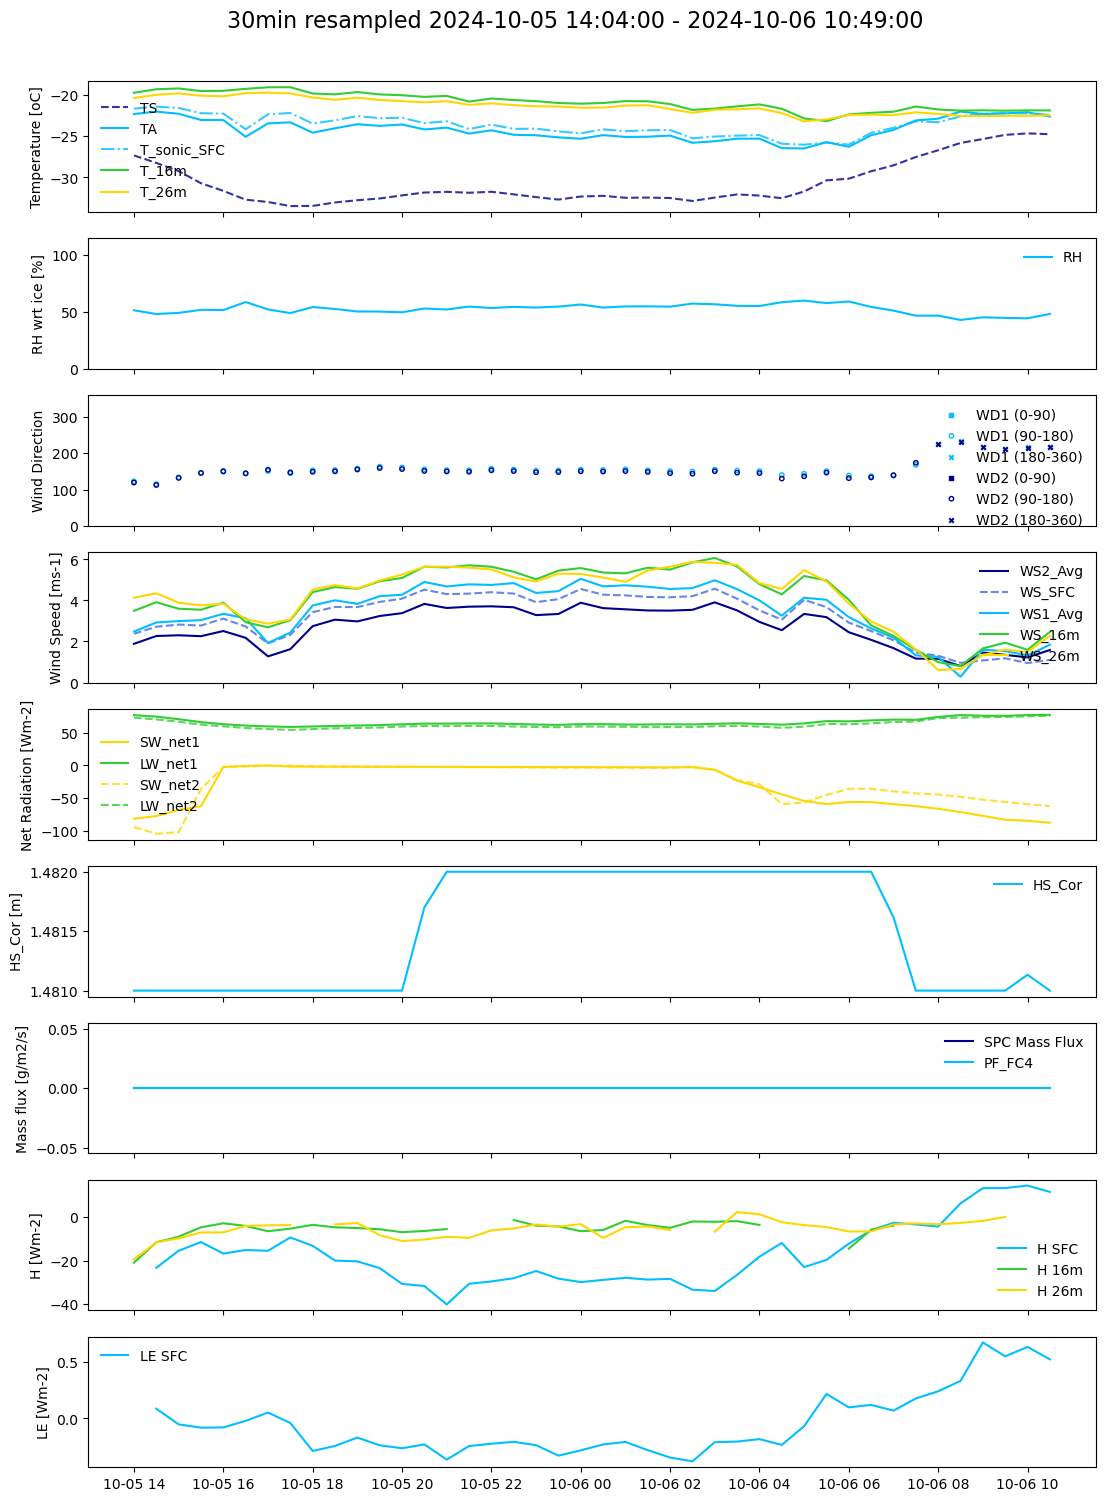 30min resampled 2024-10-05 14:04:00 - 2024-10-06 10:49:00
Temperature [oC]
−20
−25
−30
TS
TA
T_sonic_SFC
T_16m
T_26m
RH wrt ice [%]
100
50
0
RH
Wind Direction
300
200
100
0
WD1 (0-90)
WD1 (90-180)
WD1 (180-360)
WD2 (0-90)
WD2 (90-180)
WD2 (180-360)
Wind Speed [ms-1]
6
4
2
0
WS2_Avg
WS_SFC
WS1_Avg
WS_16m
WS_26m
Net Radiation [Wm-2]
50
0
−50
−100
SW_net1
LW_net1
SW_net2
LW_net2
HS_Cor [m]
1.4820
1.4815
1.4810
HS_Cor
Mass flux [g/m2/s]
0.05
0.00
−0.05
SPC Mass Flux
PF_FC4
H [Wm-2]
0
−20
−40
H SFC
H 16m
H 26m
LE [Wm-2]
0.5
0.0
LE SFC
10-05 14 10-05 16 10-05 18 10-05 20 10-05 22 10-06 00 10-06 02 10-06 04 10-06 06 10-06 08 10-06 10